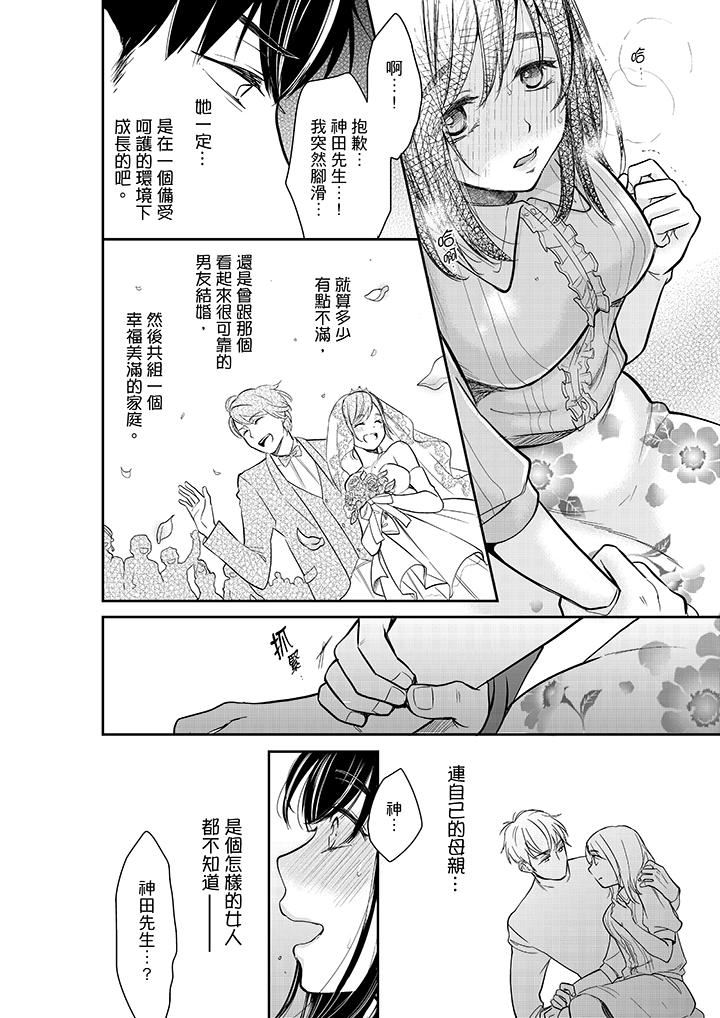 哈…
哈啊
啊…！
抱歉…
神田先生…！
我突然腳滑…
她一定…
是在一個備受
呵護的環境下
成長的吧。
就算多少
有點不滿，
還是會跟那個
看起來很可靠的
男友結婚，
然後共組一個
幸福美滿的家庭。
抓緊
連自己的母親…
神…
是個怎樣的女人
都不知道——
神田先生…？